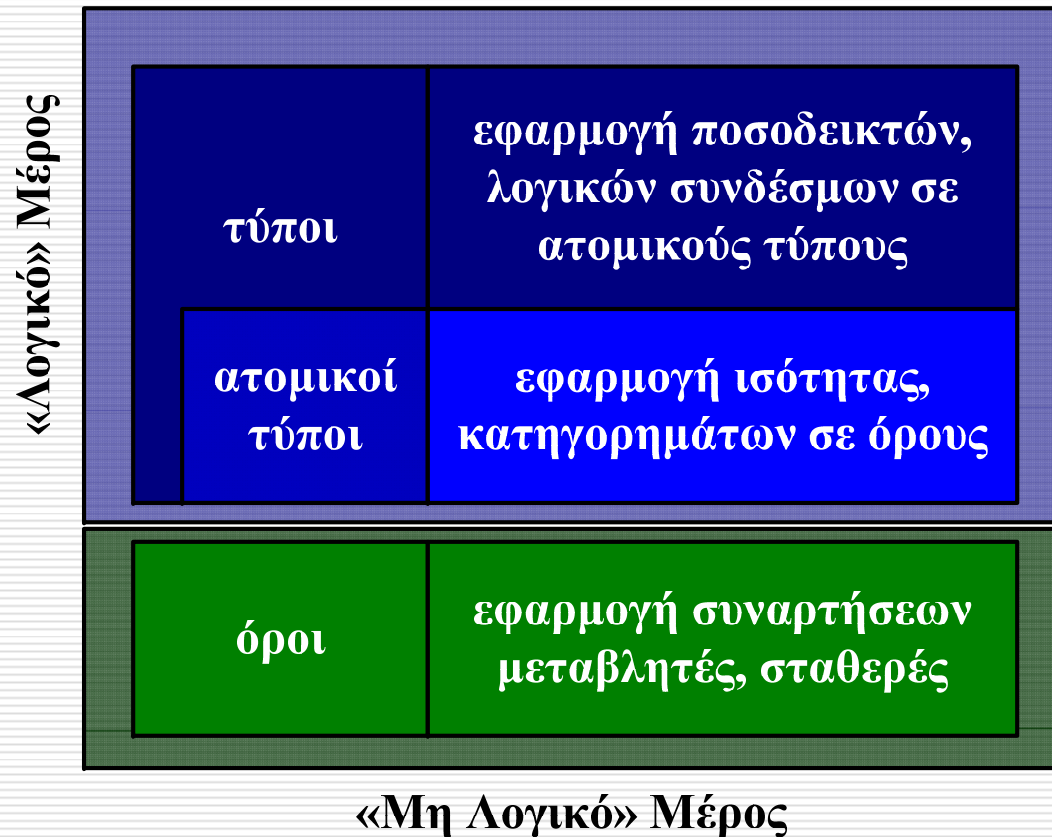 «Λογικό» Μέρος
τύποι
εφαρμογή ποσοδεικτών,
λογικών συνδέσμων σε
ατομικούς τύπους
ατομικοί
τύποι
εφαρμογή ισότητας,
κατηγορημάτων σε όρους
όροι
εφαρμογή συναρτήσεων
μεταβλητές, σταθερές
«Μη Λογικό» Μέρος